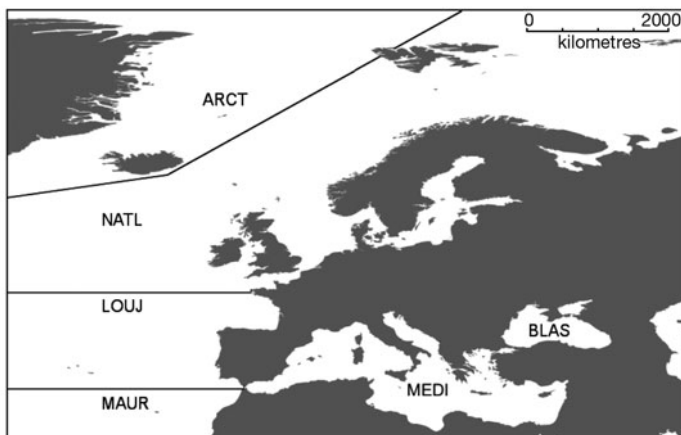 0 2000
kilometres
ARCT
NATL
LOUJ
BLAS
MEDI
MAUR